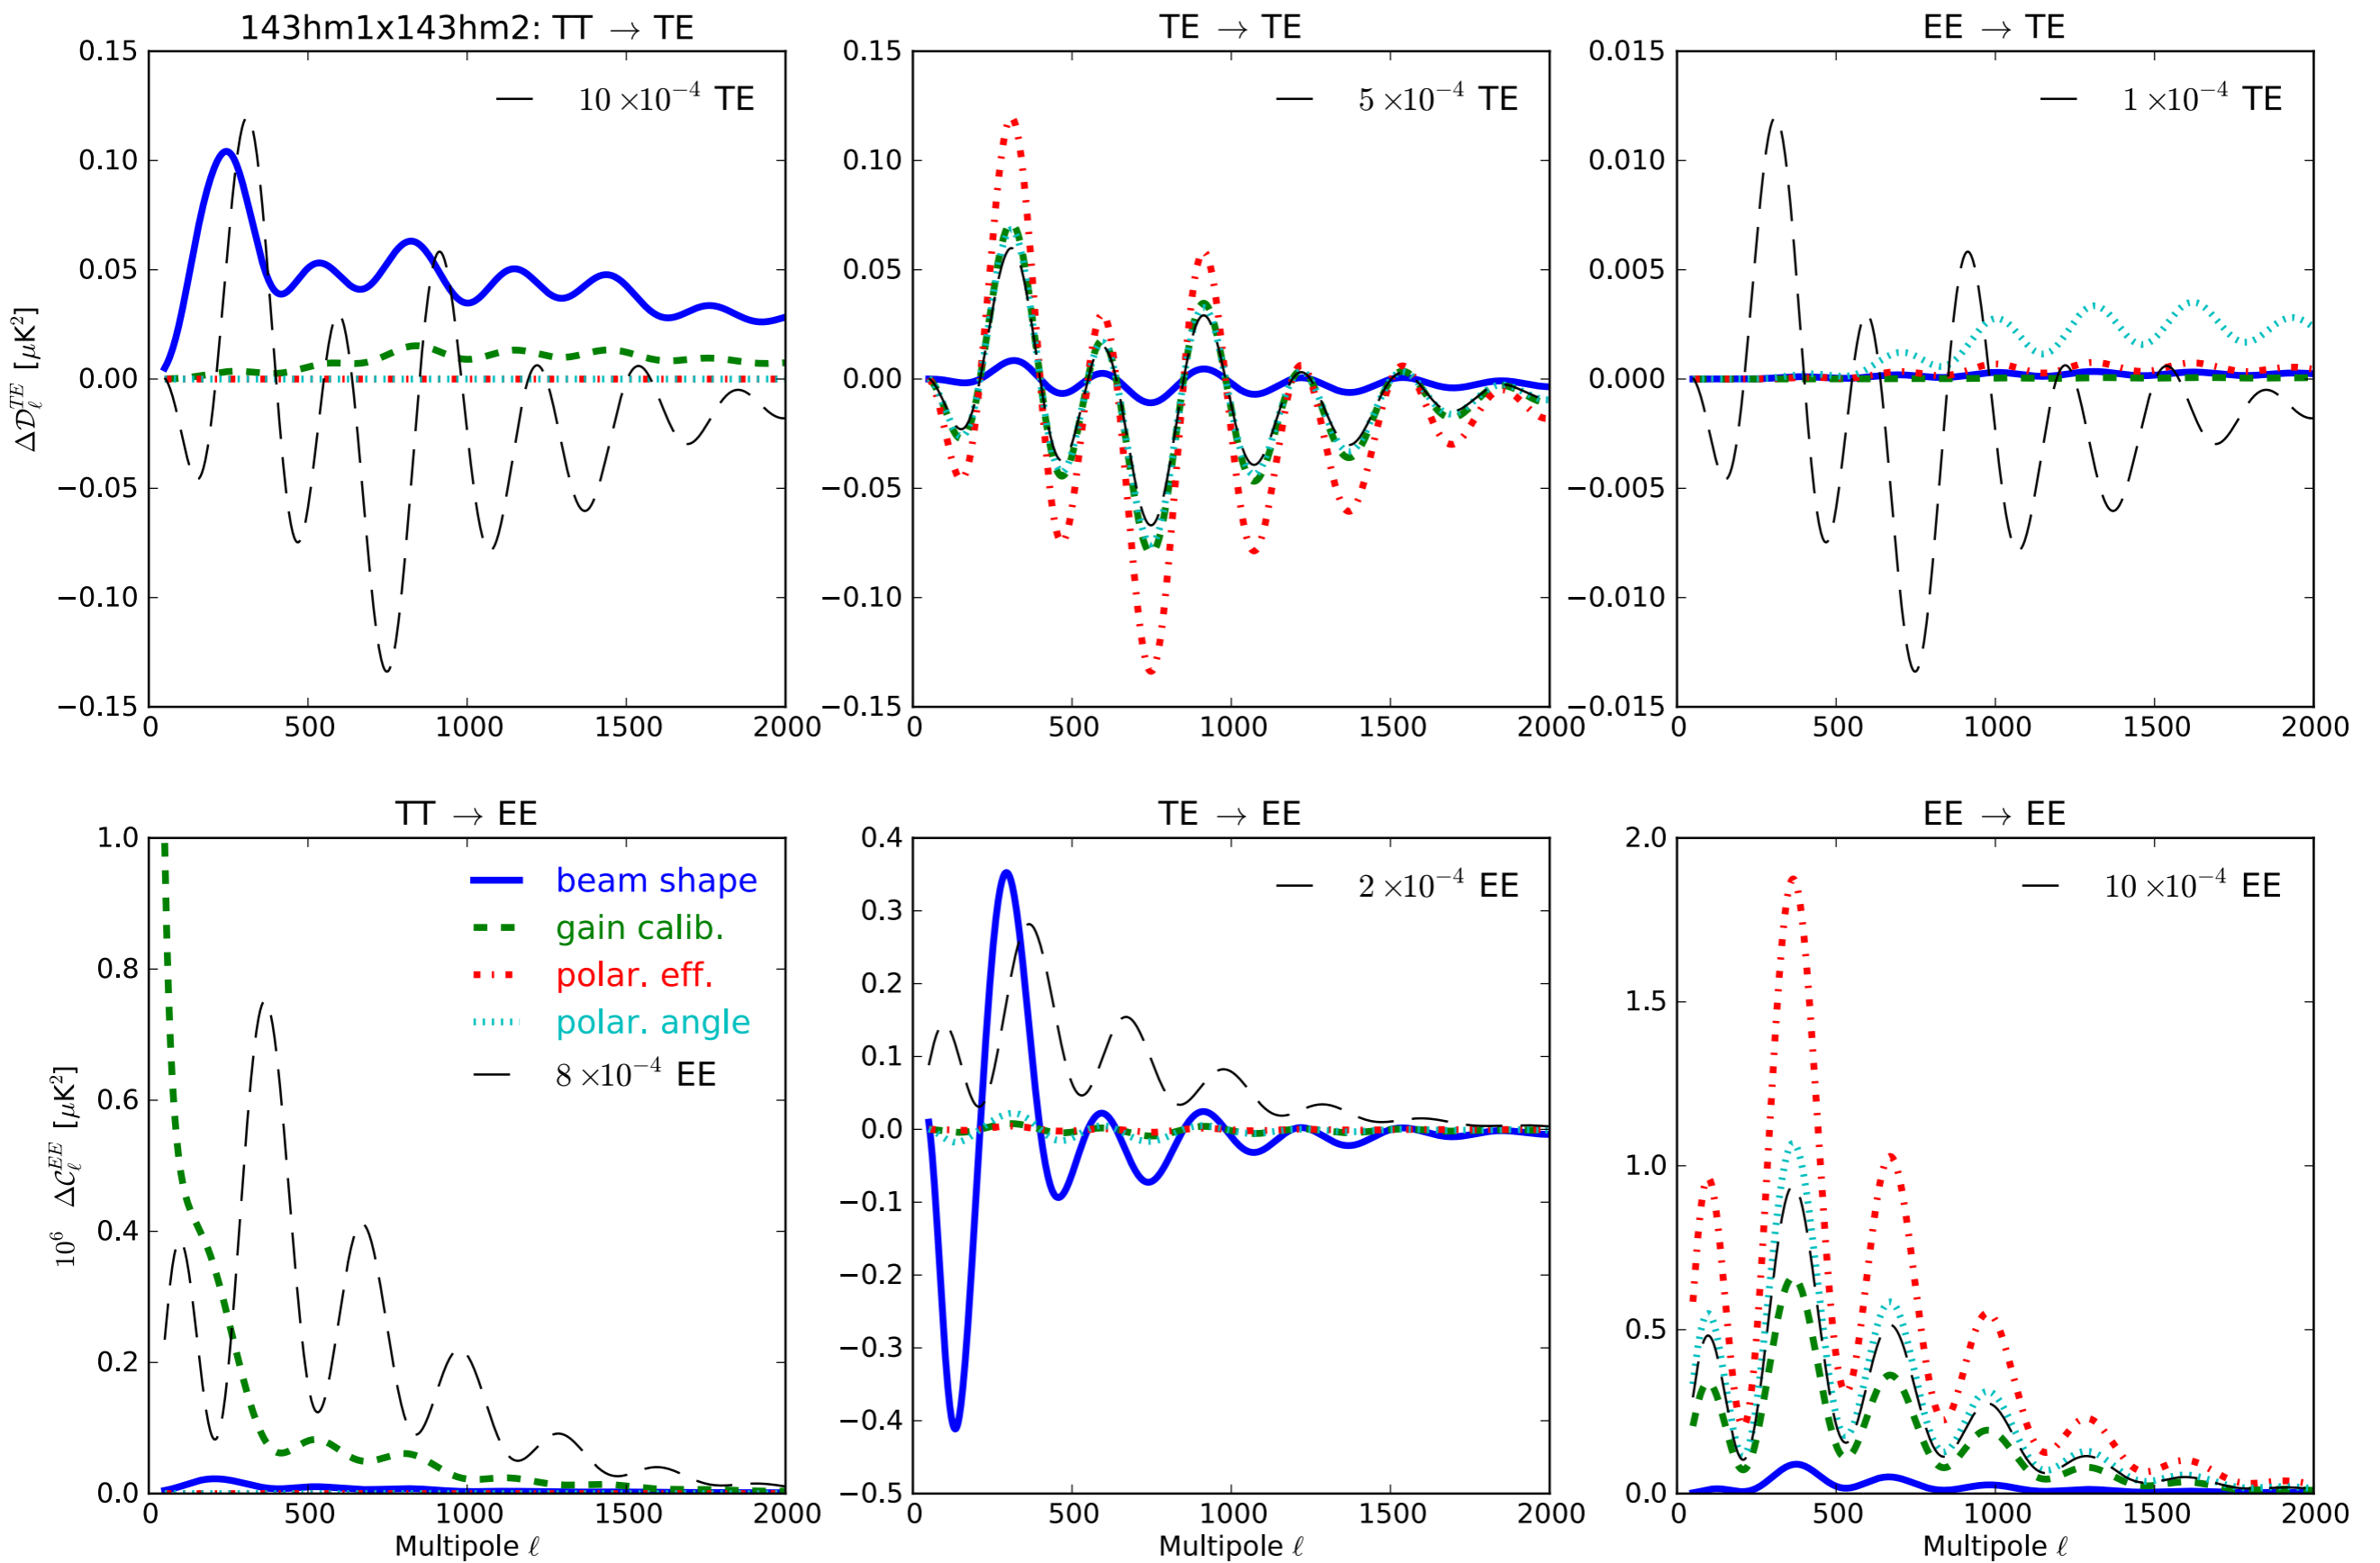 143hm1x143hm2: TT → TE
TE → TE
EE → TE
10 ×10⁻⁴ TE
5 ×10⁻⁴ TE
1 ×10⁻⁴ TE
ΔD_ℓ^TE [μK²]
0.15
0.10
0.05
0.00
−0.05
−0.10
−0.15
0 500 1000 1500 2000
0.15
0.10
0.05
0.00
−0.05
−0.10
−0.15
0 500 1000 1500 2000
0.015
0.010
0.005
0.000
−0.005
−0.010
−0.015
0 500 1000 1500 2000
TT → EE
TE → EE
EE → EE
beam shape
gain calib.
polar. eff.
polar. angle
8 ×10⁻⁴ EE
2 ×10⁻⁴ EE
10 ×10⁻⁴ EE
10⁶ ΔC_ℓ^EE [μK²]
1.0
0.8
0.6
0.4
0.2
0.0
0 500 1000 1500 2000
Multipole ℓ
0.4
0.3
0.2
0.1
0.0
−0.1
−0.2
−0.3
−0.4
−0.5
0 500 1000 1500 2000
Multipole ℓ
2.0
1.5
1.0
0.5
0.0
0 500 1000 1500 2000
Multipole ℓ